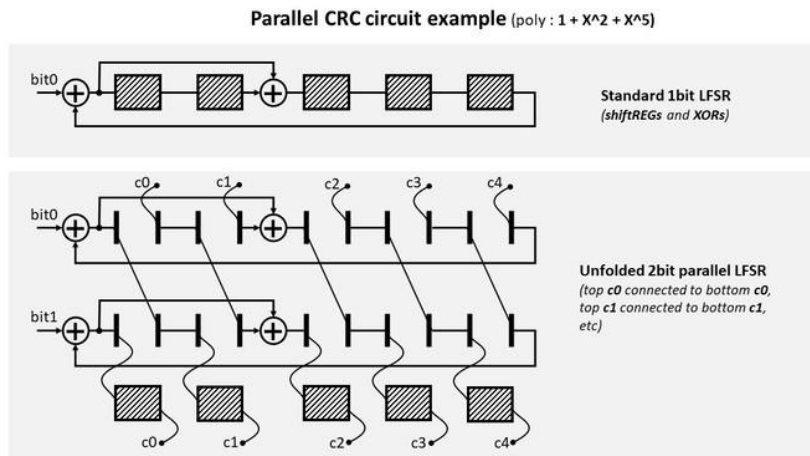 Parallel CRC circuit example (poly : 1 + X^2 + X^5)
bit0
Standard 1bit LFSR
(shiftREGs and XORs)
c0 c1 c2 c3 c4
bit0
Unfolded 2bit parallel LFSR
(top c0 connected to bottom c0,
top c1 connected to bottom c1,
etc)
bit1
c0 c1 c2 c3 c4